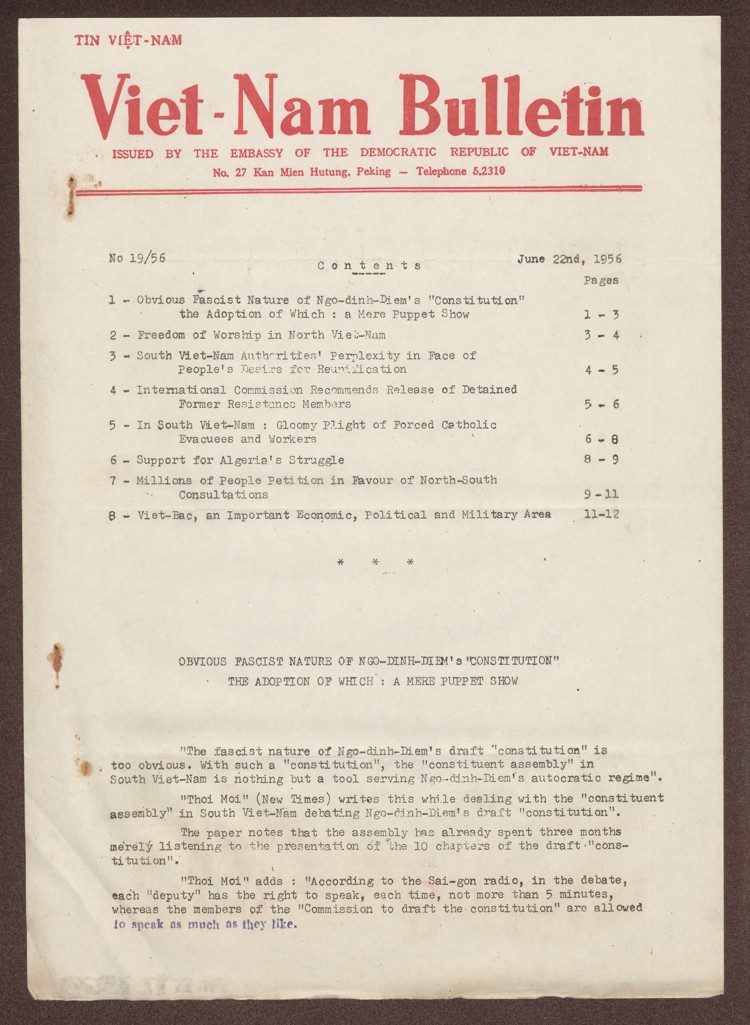 TIN VIỆT-NAM
Viet-Nam Bulletin
ISSUED BY THE EMBASSY OF THE DEMOCRATIC REPUBLIC OF VIET-NAM
No. 27 Kan Mien Hutung, Peking — Telephone 5.2310
No 19/56
Contents
June 22nd, 1956
Pages
1 - Obvious Fascist Nature of Ngo-dinh-Diem's "Constitution"
the Adoption of Which : a Mere Puppet Show 1 - 3
2 - Freedom of Worship in North Viet-Nam 3 - 4
3 - South Viet-Nam Authorities' Perplexity in Face of
People's Desire for Reunification 4 - 5
4 - International Commission Recommends Release of Detained
Former Resistance Members 5 - 6
5 - In South Viet-Nam : Gloomy Plight of Forced Catholic
Evacuees and Workers 6 - 8
6 - Support for Algeria's Struggle 8 - 9
7 - Millions of People Petition in Favour of North-South
Consultations 9 -11
8 - Viet-Bac, an Important Economic, Political and Military Area 11-12
* * *
OBVIOUS FASCIST NATURE OF NGO-DINH-DIEM's "CONSTITUTION"
THE ADOPTION OF WHICH : A MERE PUPPET SHOW
"The fascist nature of Ngo-dinh-Diem's draft "constitution" is
too obvious. With such a "constitution", the "constituent assembly" in
South Viet-Nam is nothing but a tool serving Ngo-dinh-Diem's autocratic regime".
"Thoi Moi" (New Times) writes this while dealing with the "constituent
assembly" in South Viet-Nam debating Ngo-dinh-Diem's draft "constitution".
The paper notes that the assembly has already spent three months
merely listening to the presentation of the 10 chapters of the draft "cons-
titution".
"Thoi Moi" adds : "According to the Sai-gon radio, in the debate,
each "deputy" has the right to speak, each time, not more than 5 minutes,
whereas the members of the "Commission to draft the constitution" are allowed
to speak as much as they like.